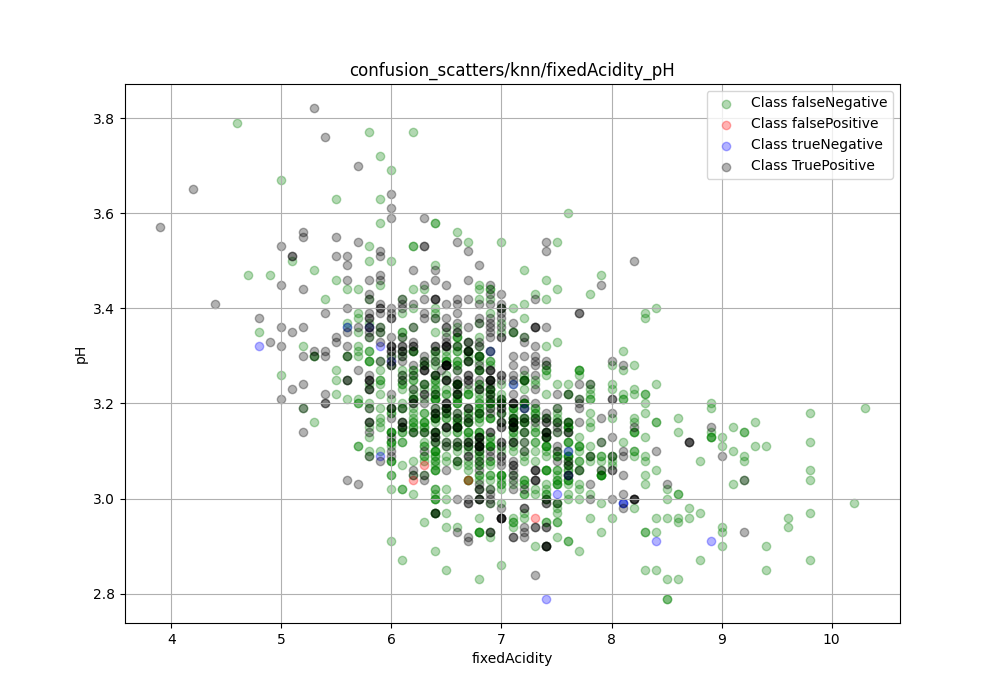 confusion_scatters/knn/fixedAcidity_pH
Class falseNegative
Class falsePositive
Class trueNegative
Class TruePositive
3.8
3.6
3.4
3.2
3.0
2.8
pH
4 5 6 7 8 9 10
fixedAcidity